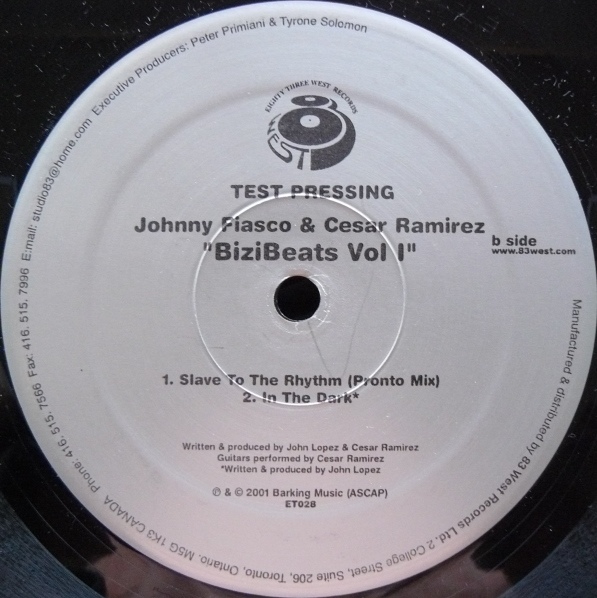 EIGHTY THREE WEST RECORDS
WEST
TEST PRESSING
Johnny Fiasco & Cesar Ramirez
"BiziBeats Vol I"
b side
www.83west.com
1. Slave To The Rhythm (Pronto Mix)
2. In The Dark*
Written & produced by John Lopez & Cesar Ramirez
Guitars performed by Cesar Ramirez
*Written & produced by John Lopez
℗ & © 2001 Barking Music (ASCAP)
ET028
Manufactured & distributed by 83 West Records Ltd. 2 College Street, Suite 206, Toronto, Ontario. M5G 1K3 CANADA Phone: 416. 515. 7566 Fax: 416. 515. 7996 E:mail: studio83@home.com Executive Producers: Peter Primiani & Tyrone Solomon